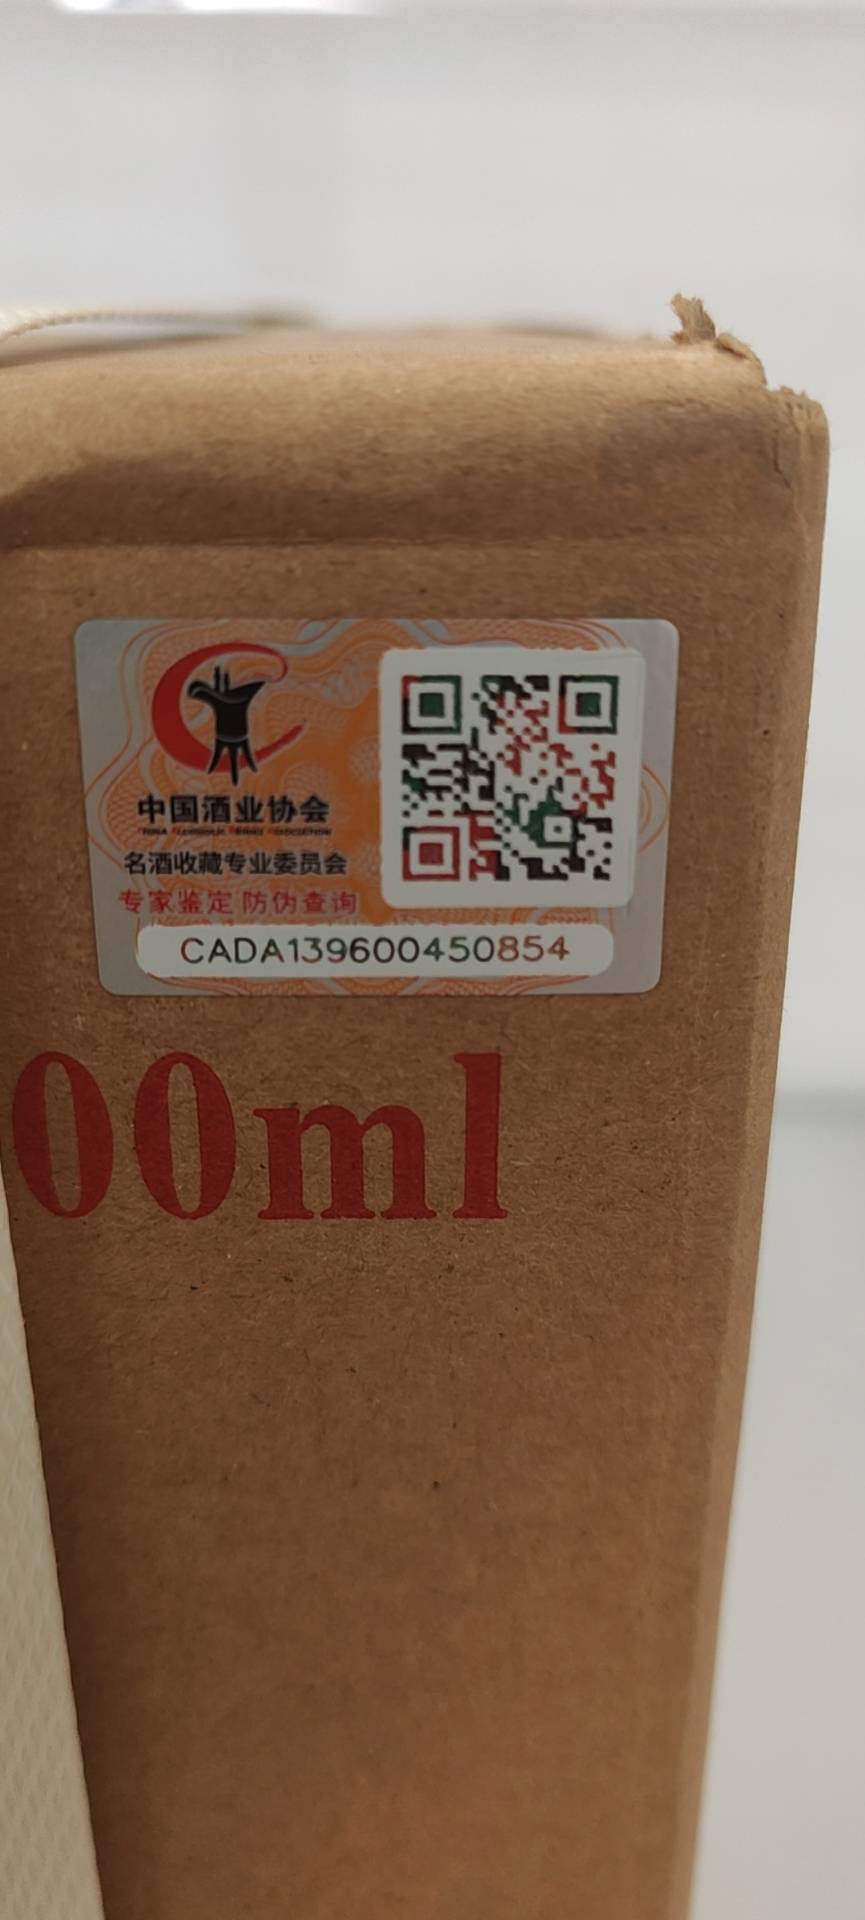 中国酒业协会
名酒收藏专业委员会
专家鉴定 防伪查询
CADA139600450854
00ml